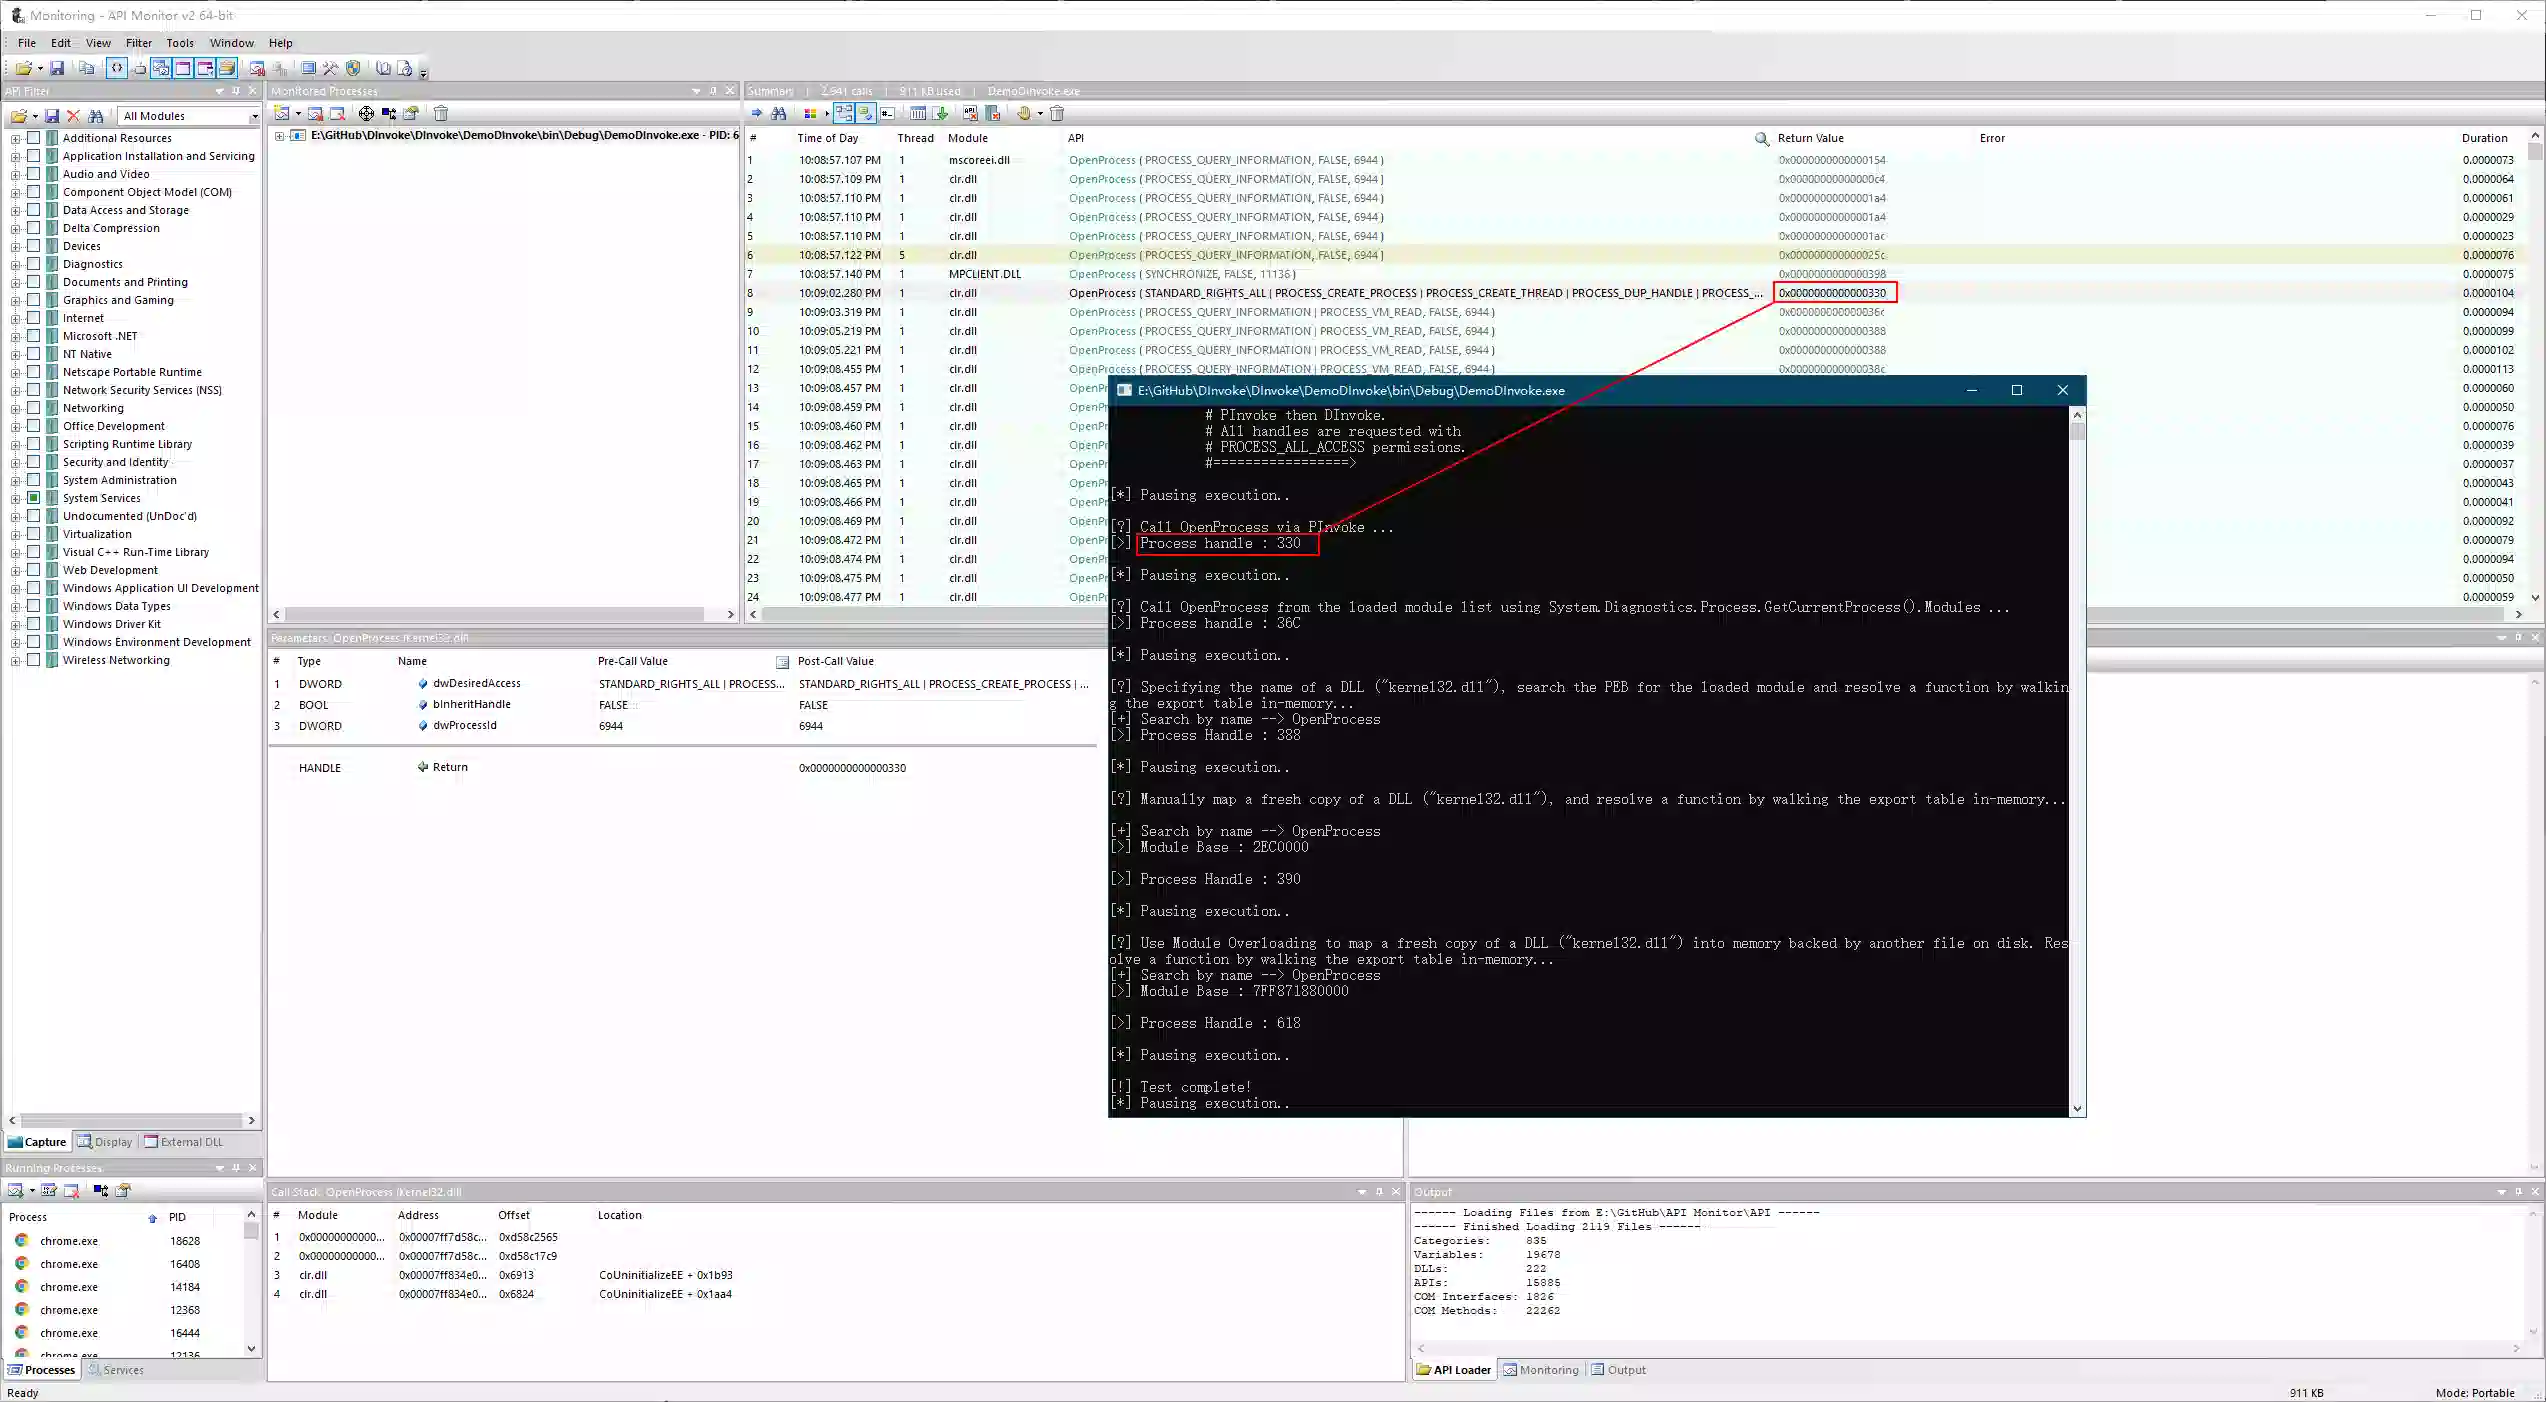 Monitoring - API Monitor v2 64-bit
File Edit View Filter Tools Window Help
API Filter
All Modules
Additional Resources
Application Installation and Servicing
Audio and Video
Component Object Model (COM)
Data Access and Storage
Delta Compression
Devices
Diagnostics
Documents and Printing
Graphics and Gaming
Internet
Microsoft .NET
NT Native
Netscape Portable Runtime
Network Security Services (NSS)
Networking
Office Development
Scripting Runtime Library
Security and Identity
System Administration
System Services
Undocumented (UnDoc'd)
Virtualization
Visual C++ Run-Time Library
Web Development
Windows Application UI Development
Windows Data Types
Windows Driver Kit
Windows Environment Development
Wireless Networking
Capture Display External DLL
Monitored Processes
E:\GitHub\DInvoke\DInvoke\DemoDInvoke\bin\Debug\DemoDInvoke.exe - PID: 6
Summary | 2,941 calls | 911 KB used | DemoDInvoke.exe
# Time of Day Thread Module API Return Value Error Duration
1 10:08:57.107 PM 1 mscoreei.dll OpenProcess ( PROCESS_QUERY_INFORMATION, FALSE, 6944 ) 0x0000000000000154 0.0000073
2 10:08:57.109 PM 1 clr.dll OpenProcess ( PROCESS_QUERY_INFORMATION, FALSE, 6944 ) 0x00000000000000c4 0.0000064
3 10:08:57.110 PM 1 clr.dll OpenProcess ( PROCESS_QUERY_INFORMATION, FALSE, 6944 ) 0x00000000000001a4 0.0000061
4 10:08:57.110 PM 1 clr.dll OpenProcess ( PROCESS_QUERY_INFORMATION, FALSE, 6944 ) 0x00000000000001a4 0.0000029
5 10:08:57.110 PM 1 clr.dll OpenProcess ( PROCESS_QUERY_INFORMATION, FALSE, 6944 ) 0x00000000000001ac 0.0000023
6 10:08:57.122 PM 5 clr.dll OpenProcess ( PROCESS_QUERY_INFORMATION, FALSE, 6944 ) 0x000000000000025c 0.0000076
7 10:08:57.140 PM 1 MPCLIENT.DLL OpenProcess ( SYNCHRONIZE, FALSE, 11136 ) 0x0000000000000398 0.0000075
8 10:09:02.280 PM 1 clr.dll OpenProcess ( STANDARD_RIGHTS_ALL | PROCESS_CREATE_PROCESS | PROCESS_CREATE_THREAD | PROCESS_DUP_HANDLE | PROCESS_... 0x0000000000000330 0.0000104
9 10:09:03.319 PM 1 clr.dll OpenProcess ( PROCESS_QUERY_INFORMATION | PROCESS_VM_READ, FALSE, 6944 ) 0x000000000000036c 0.0000094
10 10:09:05.219 PM 1 clr.dll OpenProcess ( PROCESS_QUERY_INFORMATION | PROCESS_VM_READ, FALSE, 6944 ) 0x0000000000000388 0.0000099
11 10:09:05.221 PM 1 clr.dll OpenProcess ( PROCESS_QUERY_INFORMATION | PROCESS_VM_READ, FALSE, 6944 ) 0x0000000000000388 0.0000102
12 10:09:08.455 PM 1 clr.dll OpenProcess ( PROCESS_QUERY_INFORMATION | PROCESS_VM_READ, FALSE, 6944 ) 0x000000000000038c 0.0000113
13 10:09:08.457 PM 1 clr.dll OpenPr 0.0000060
14 10:09:08.459 PM 1 clr.dll OpenPr 0.0000050
15 10:09:08.460 PM 1 clr.dll OpenPr 0.0000076
16 10:09:08.462 PM 1 clr.dll OpenPr 0.0000039
17 10:09:08.463 PM 1 clr.dll OpenPr 0.0000037
18 10:09:08.465 PM 1 clr.dll OpenPr 0.0000043
19 10:09:08.466 PM 1 clr.dll OpenPr 0.0000041
20 10:09:08.469 PM 1 clr.dll OpenPr 0.0000092
21 10:09:08.472 PM 1 clr.dll OpenPr 0.0000079
22 10:09:08.474 PM 1 clr.dll OpenPr 0.0000094
23 10:09:08.475 PM 1 clr.dll OpenPr 0.0000050
24 10:09:08.477 PM 1 clr.dll OpenPr 0.0000059
E:\GitHub\DInvoke\DInvoke\DemoDInvoke\bin\Debug\DemoDInvoke.exe
# PInvoke then DInvoke.
# All handles are requested with
# PROCESS_ALL_ACCESS permissions.
#=================>
[*] Pausing execution..
[?] Call OpenProcess via PInvoke ...
[>] Process handle : 330
[*] Pausing execution..
[?] Call OpenProcess from the loaded module list using System.Diagnostics.Process.GetCurrentProcess().Modules ...
[>] Process handle : 36C
[*] Pausing execution..
[?] Specifying the name of a DLL ("kernel32.dll"), search the PEB for the loaded module and resolve a function by walkin
g the export table in-memory...
[+] Search by name --> OpenProcess
[>] Process Handle : 388
[*] Pausing execution..
[?] Manually map a fresh copy of a DLL ("kernel32.dll"), and resolve a function by walking the export table in-memory...
[+] Search by name --> OpenProcess
[>] Module Base : 2EC0000
[>] Process Handle : 390
[*] Pausing execution..
[?] Use Module Overloading to map a fresh copy of a DLL ("kernel32.dll") into memory backed by another file on disk. Res
olve a function by walking the export table in-memory...
[+] Search by name --> OpenProcess
[>] Module Base : 7FF871880000
[>] Process Handle : 618
[*] Pausing execution..
[!] Test complete!
[*] Pausing execution..
Parameters: OpenProcess (Kernel32.dll)
# Type Name Pre-Call Value Post-Call Value
1 DWORD dwDesiredAccess STANDARD_RIGHTS_ALL | PROCESS... STANDARD_RIGHTS_ALL | PROCESS_CREATE_PROCESS | ...
2 BOOL bInheritHandle FALSE FALSE
3 DWORD dwProcessId 6944 6944
HANDLE Return 0x0000000000000330
Running Processes
Process PID
chrome.exe 18628
chrome.exe 16408
chrome.exe 14184
chrome.exe 12368
chrome.exe 16444
chrome.exe 12136
Processes Services
Call Stack: OpenProcess (Kernel32.dll)
# Module Address Offset Location
1 0x00000000000... 0x00007ff7d58c... 0xd58c2565
2 0x00000000000... 0x00007ff7d58c... 0xd58c17c9
3 clr.dll 0x00007ff834e0... 0x6913 CoUninitializeEE + 0x1b93
4 clr.dll 0x00007ff834e0... 0x6824 CoUninitializeEE + 0x1aa4
Output
------ Loading Files from E:\GitHub\API Monitor\API ------
------ Finished Loading 2119 Files ------
Categories: 835
Variables: 19678
DLLs: 222
APIs: 15885
COM Interfaces: 1826
COM Methods: 22262
API Loader Monitoring Output
Ready 911 KB Mode: Portable